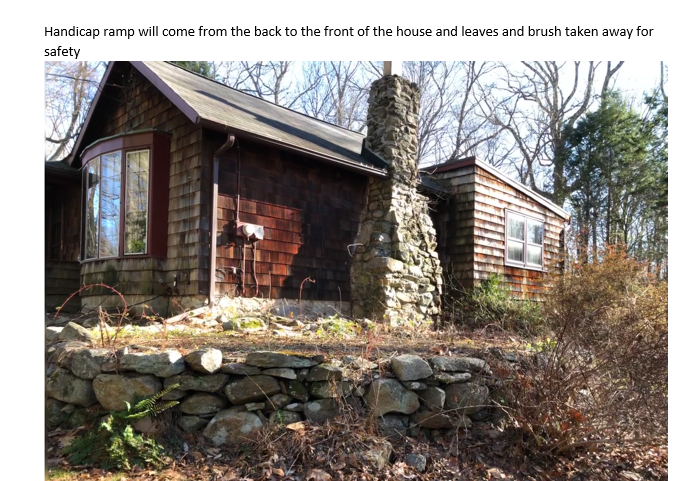 Handicap ramp will come from the back to the front of the house and leaves and brush taken away for
safety